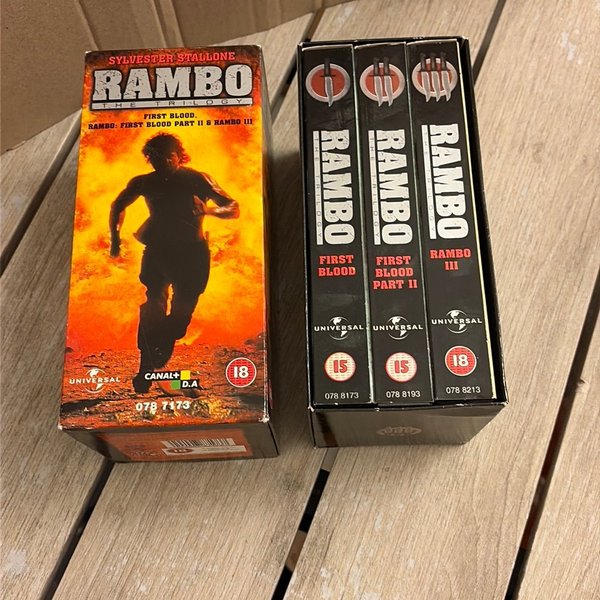 SYLVESTER STALLONE
RAMBO
THE TRILOGY
FIRST BLOOD.
RAMBO: FIRST BLOOD PART II & RAMBO III
UNIVERSAL
CANAL+
D.A
18
078 7173
RAMBO
THE TRILOGY
FIRST
BLOOD
UNIVERSAL
15
078 8173
RAMBO
THE TRILOGY
FIRST
BLOOD
PART II
UNIVERSAL
15
078 8193
RAMBO
THE TRILOGY
RAMBO
III
UNIVERSAL
18
078 8213